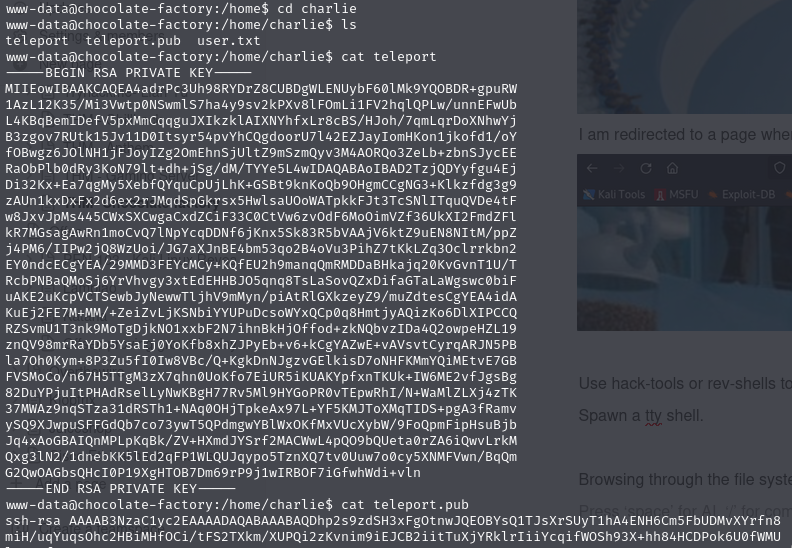 www-data@chocolate-factory:/home$ cd charlie
www-data@chocolate-factory:/home/charlie$ ls
teleport  teleport.pub  user.txt
www-data@chocolate-factory:/home/charlie$ cat teleport
-----BEGIN RSA PRIVATE KEY-----
MIIEowIBAAKCAQEA4adrPc3Uh98RYDrZ8CUBDgWLENUybF60lMk9YQOBDR+gpuRW
1AzL12K35/Mi3Vwtp0NSwmlS7ha4y9sv2kPXv8lFOmLi1FV2hqlQPLw/unnEFwUb
L4KBqBemIDefV5pxMmCqqguJXIkzklAIXNYhfxLr8cBS/HJoh/7qmLqrDoXNhwYj
B3zgov7RUtk15Jv11D0Itsyr54pvYhCQgdoorU7l42EZJayIomHKon1jkofd1/oY
fOBwgz6JOlNH1jFJoyIZg2OmEhnSjUltZ9mSzmQyv3M4AORQo3ZeLb+zbnSJycEE
RaObPlb0dRy3KoN79lt+dh+jSg/dM/TYYe5L4wIDAQABAoIBAD2TzjQDYyfgu4Ej
Di32Kx+Ea7qgMy5XebfQYquCpUjLhK+GSBt9knKoQb9OHgmCCgNG3+Klkzfdg3g9
zAUn1kxDxFx2d6ex2rJMqdSpGkrsx5HwlsaUOoWATpkkFJt3TcSNlITquQVDe4tF
w8JxvJpMs445CWxSXCwgaCxdZCiF33C0CtVw6zvOdF6MoOimVZf36UkXI2FmdZFl
kR7MGsagAwRn1moCvQ7lNpYcqDDNf6jKnx5Sk83R5bVAAjV6ktZ9uEN8NItM/ppZ
j4PM6/IIPw2jQ8WzUoi/JG7aXJnBE4bm53qo2B4oVu3PihZ7tKkLZq3Oclrrkbn2
EY0ndcECgYEA/29MMD3FEYcMCy+KQfEU2h9manqQmRMDDaBHkajq20KvGvnT1U/T
RcbPNBaQMoSj6YrVhvgy3xtEdEHHBJO5qnq8TsLaSovQZxDifaGTaLaWgswc0biF
uAKE2uKcpVCTSewbJyNewwTljhV9mMyn/piAtRlGXkzeyZ9/muZdtesCgYEA4idA
KuEj2FE7M+MM/+ZeiZvLjKSNbiYYUPuDcsoWYxQCp0q8HmtjyAQizKo6DlXIPCCQ
RZSvmU1T3nk9MoTgDjkNO1xxbF2N7ihnBkHjOffod+zkNQbvzIDa4Q2owpeHZL19
znQV98mrRaYDb5YsaEj0YoKfb8xhZJPyEb+v6+kCgYAZwE+vAVsvtCyrqARJN5PB
la7Oh0Kym+8P3Zu5fI0Iw8VBc/Q+KgkDnNJgzvGElkisD7oNHFKMmYQiMEtvE7GB
FVSMoCo/n67H5TTgM3zX7qhn0UoKfo7EiUR5iKUAKYpfxnTKUk+IW6ME2vfJgsBg
82DuYPjuItPHAdRselLyNwKBgH77Rv5Ml9HYGoPR0vTEpwRhI/N+WaMlZLXj4zTK
37MWAz9nqSTza31dRSTh1+NAq0OHjTpkeAx97L+YF5KMJToXMqTIDS+pgA3fRamv
ySQ9XJwpuSFFGdQb7co73ywT5QPdmgwYBlWxOKfMxVUcXybW/9FoQpmFipHsuBjb
Jq4xAoGBAIQnMPLpKqBk/ZV+HXmdJYSrf2MACWwL4pQO9bQUeta0rZA6iQwvLrkM
Qxg3lN2/1dnebKK5lEd2qFP1WLQUJqypo5TznXQ7tv0Uuw7o0cy5XNMFVwn/BqQm
G2QwOAGbsQHcI0P19XgHTOB7Dm69rP9j1wIRBOF7iGfwhWdi+vln
-----END RSA PRIVATE KEY-----
www-data@chocolate-factory:/home/charlie$ cat teleport.pub
ssh-rsa AAAAB3NzaC1yc2EAAAADAQABAAABAQDhp2s9zdSH3xFgOtnwJQEOBYsQ1TJsXrSUyT1hA4ENH6Cm5FbUDMvXYrfn8
miH/uqYuqsOhc2HBiMHfOCi/tFS2TXkm/XUPQi2zKvnim9iEJCB2iitTuXjYRklrIiiYcqifWOSh93X+hh84HCDPok6U0fWMU
I am redirected to a page wher
Kali Tools
MSFU
Exploit-DB
Use hack-tools or rev-shells to
Spawn a tty shell.
Browsing through the file syste